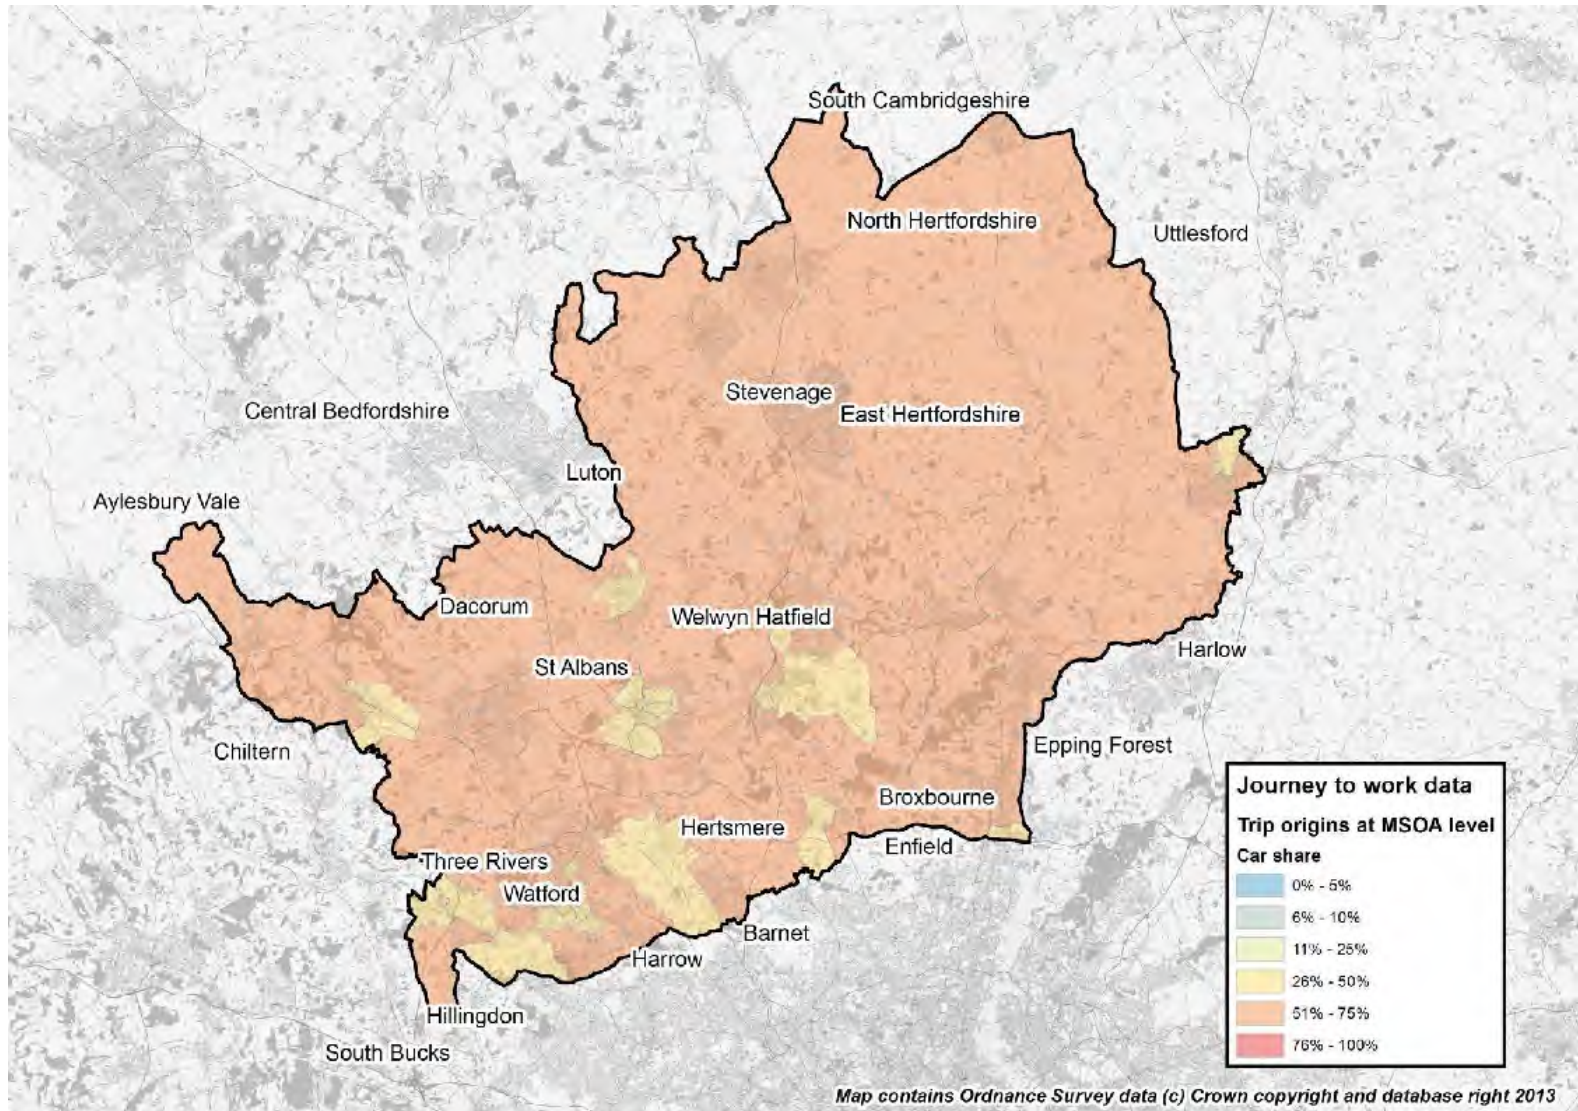 South Cambridgeshire
North Hertfordshire
Uttlesford
Stevenage
Central Bedfordshire
East Hertfordshire
Luton
Aylesbury Vale
Dacorum
Welwyn Hatfield
Harlow
St Albans
Chiltern
Epping Forest
Broxbourne
Hertsmere
Enfield
Three Rivers
Watford
Barnet
Harrow
Hillingdon
South Bucks
Journey to work data
Trip origins at MSOA level
Car share
0% - 5%
6% - 10%
11% - 25%
26% - 50%
51% - 75%
76% - 100%
Map contains Ordnance Survey data (c) Crown copyright and database right 2013